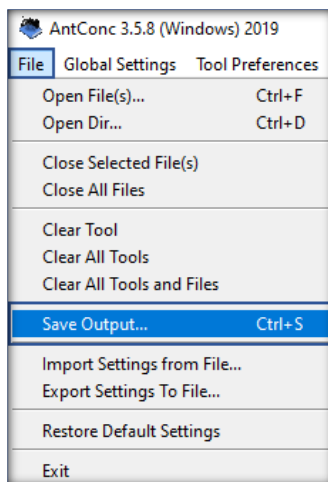 AntConc 3.5.8 (Windows) 2019
File Global Settings Tool Preferences
Open File(s)... Ctrl+F
Open Dir... Ctrl+D
Close Selected File(s)
Close All Files
Clear Tool
Clear All Tools
Clear All Tools and Files
Save Output... Ctrl+S
Import Settings from File...
Export Settings To File...
Restore Default Settings
Exit